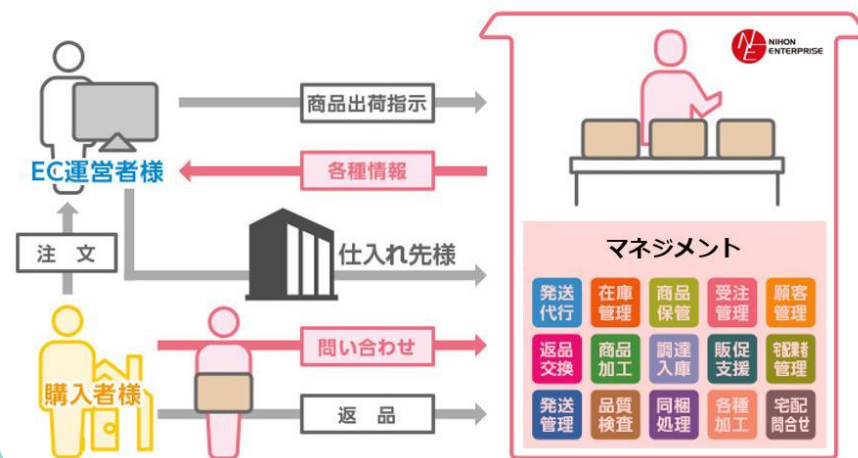 NIHON
ENTERPRISE
商品出荷指示
EC運営者様
各種情報
注 文
仕入れ先様
マネジメント
発送
代行
在庫
管理
商品
保管
受注
管理
顧客
管理
問い合わせ
返品
交換
商品
加工
調達
入庫
販促
支援
宅配業者
管理
購入者様
返 品
発送
管理
品質
検査
同梱
処理
各種
加工
宅配
問合せ